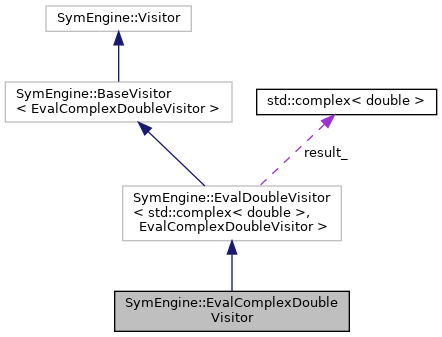 SymEngine::Visitor
SymEngine::BaseVisitor
< EvalComplexDoubleVisitor >
std::complex< double >
result_
SymEngine::EvalDoubleVisitor
< std::complex< double >,
EvalComplexDoubleVisitor >
SymEngine::EvalComplexDouble
Visitor